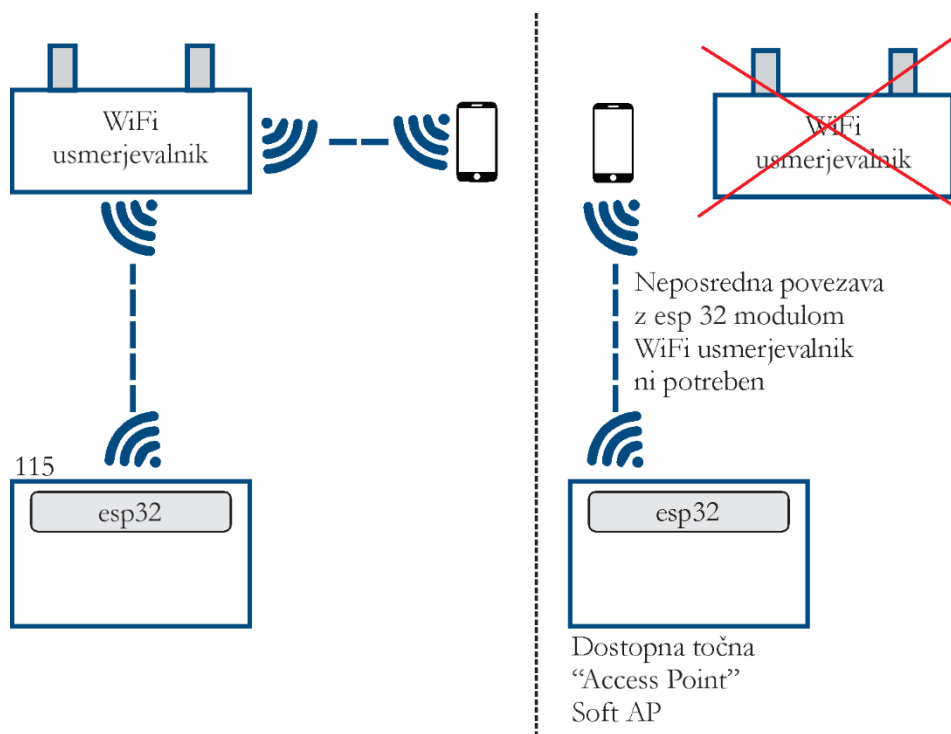 WiFi
usmerjevalnik
115
esp32
WiFi
usmerjevalnik
Neposredna povezava
z esp 32 modulom
WiFi usmerjevalnik
ni potreben
esp32
Dostopna točna
“Access Point”
Soft AP